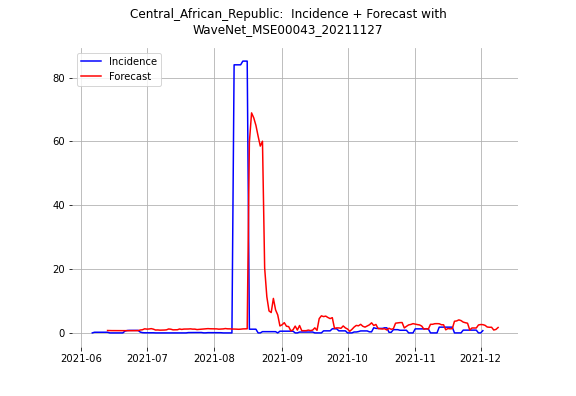 Central_African_Republic:  Incidence + Forecast with
WaveNet_MSE00043_20211127
Incidence
Forecast
80
60
40
20
0
2021-06 2021-07 2021-08 2021-09 2021-10 2021-11 2021-12